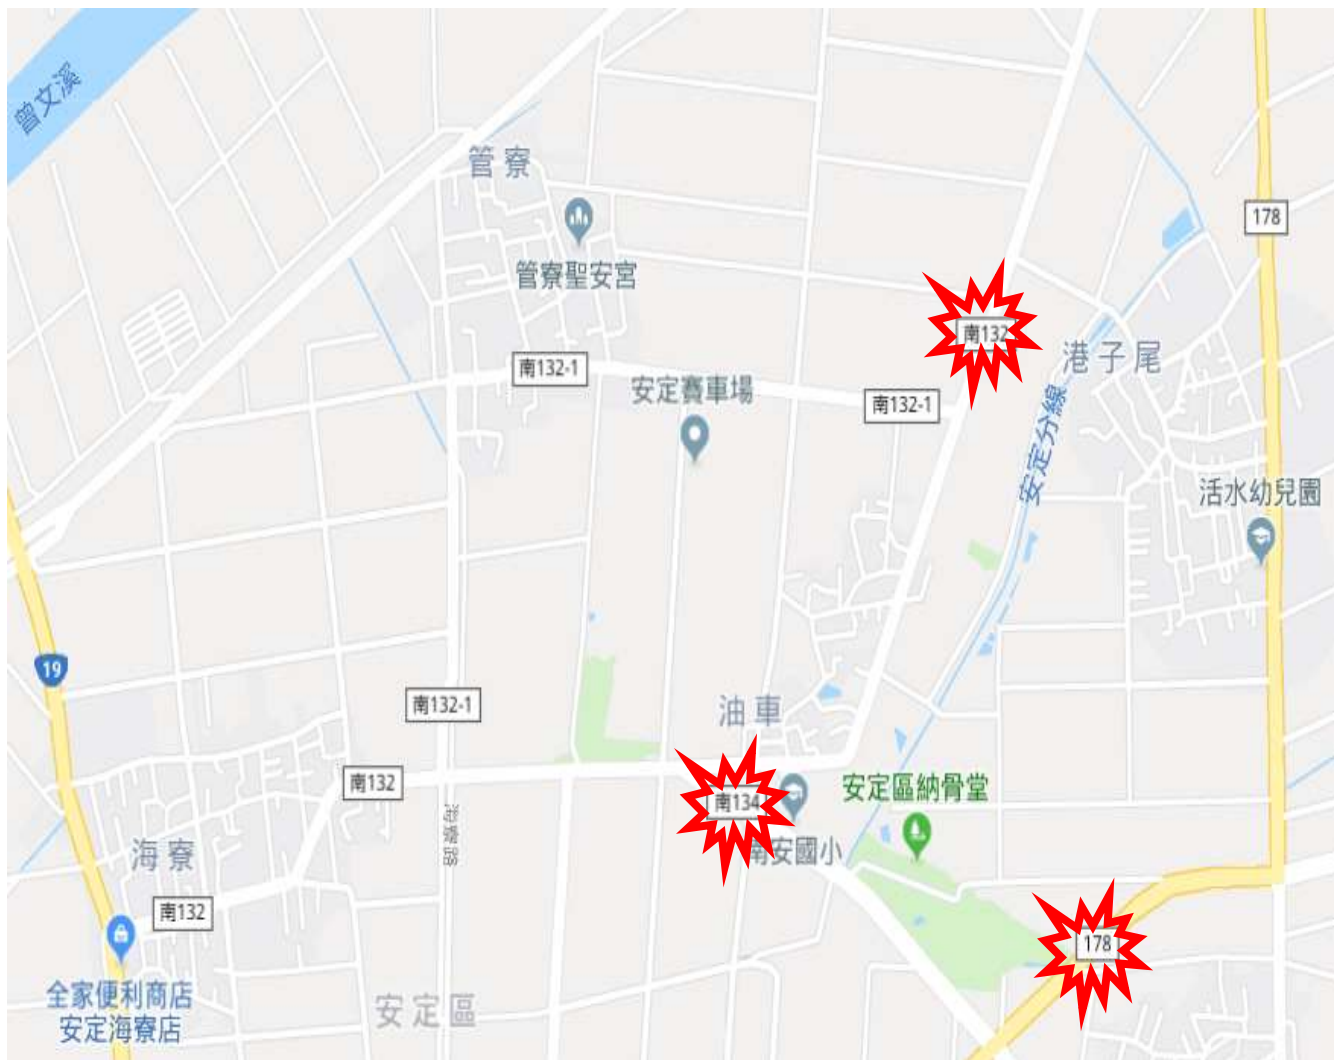 曾文溪
管寮
178
管寮聖安宮
南132
港子尾
南132-1
安定賽車場
南132-1
安定分線
活水幼兒園
19
南132-1
油車
南132
南134
安定區納骨堂
海寮路
南安國小
海寮
南132
178
全家便利商店
安定海寮店
安定區